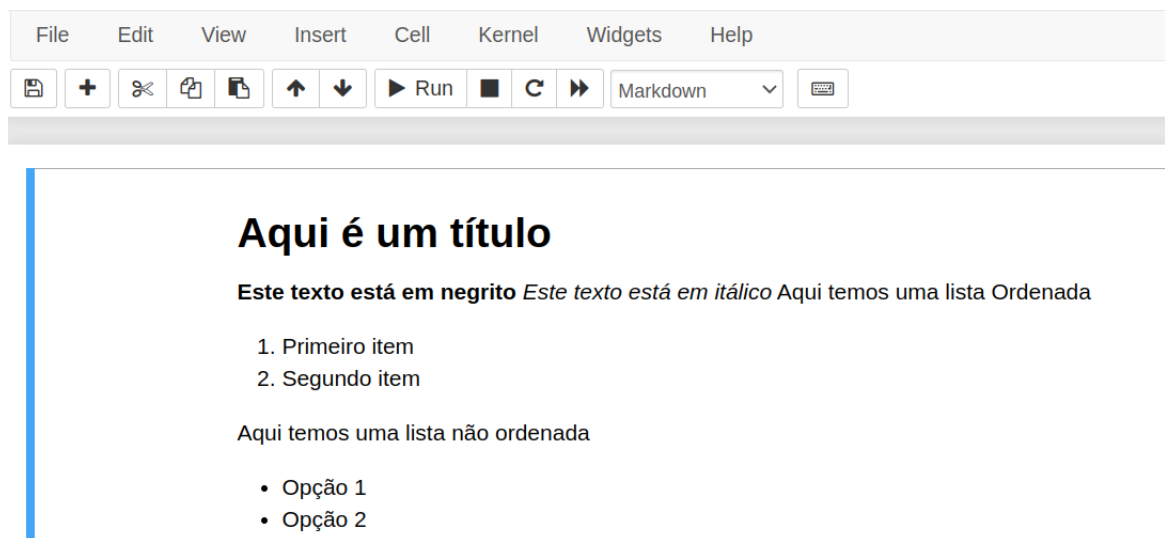 File Edit View Insert Cell Kernel Widgets Help
Run Markdown
Aqui é um título
Este texto está em negrito Este texto está em itálico Aqui temos uma lista Ordenada
1. Primeiro item
2. Segundo item
Aqui temos uma lista não ordenada
• Opção 1
• Opção 2